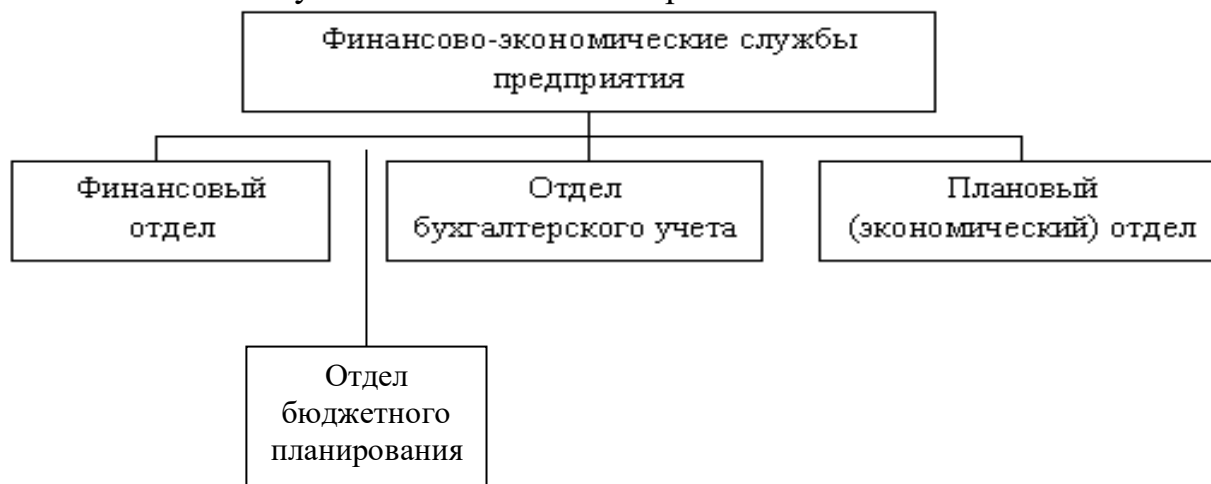 Финансово-экономические службы
предприятия
Финансовый
отдел
Отдел
бухгалтерского учета
Плановый
(экономический) отдел
Отдел
бюджетного
планирования